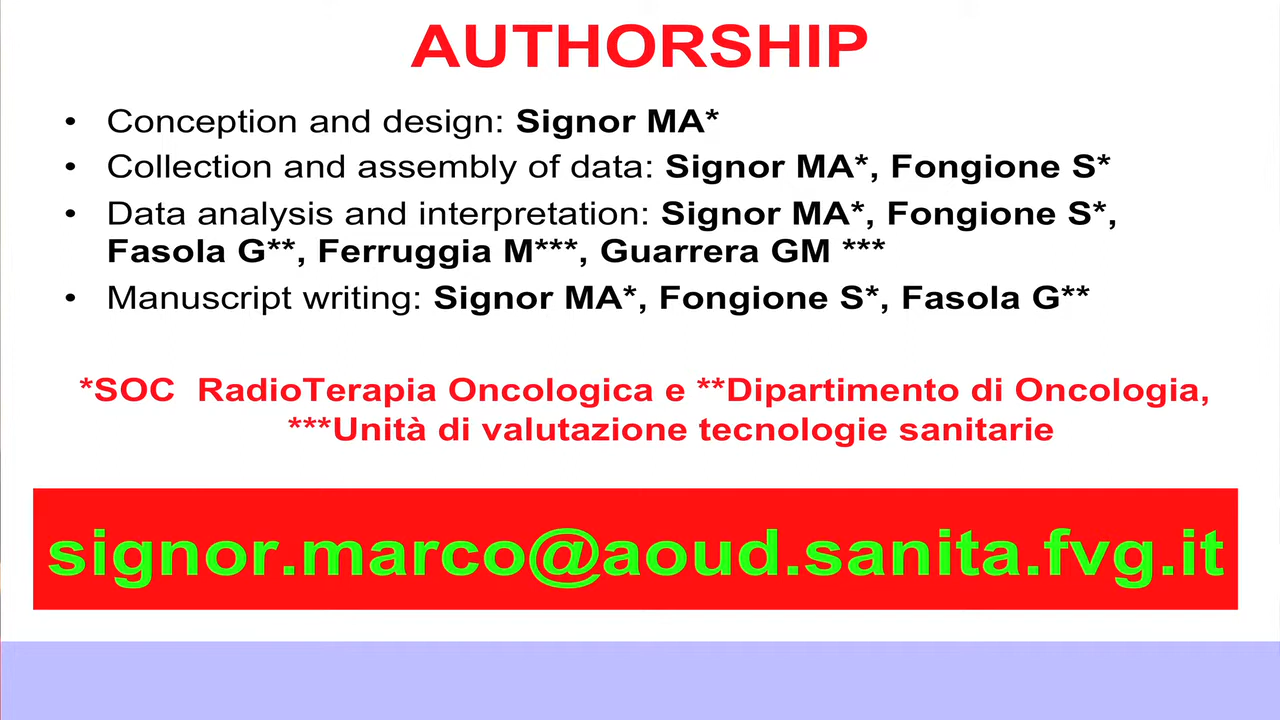 AUTHORSHIP
• Conception and design: Signor MA*
• Collection and assembly of data: Signor MA*, Fongione S*
• Data analysis and interpretation: Signor MA*, Fongione S*,
Fasola G**, Ferruggia M***, Guarrera GM ***
• Manuscript writing: Signor MA*, Fongione S*, Fasola G**
*SOC RadioTerapia Oncologica e **Dipartimento di Oncologia,
***Unità di valutazione tecnologie sanitarie
signor.marco@aoud.sanita.fvg.it